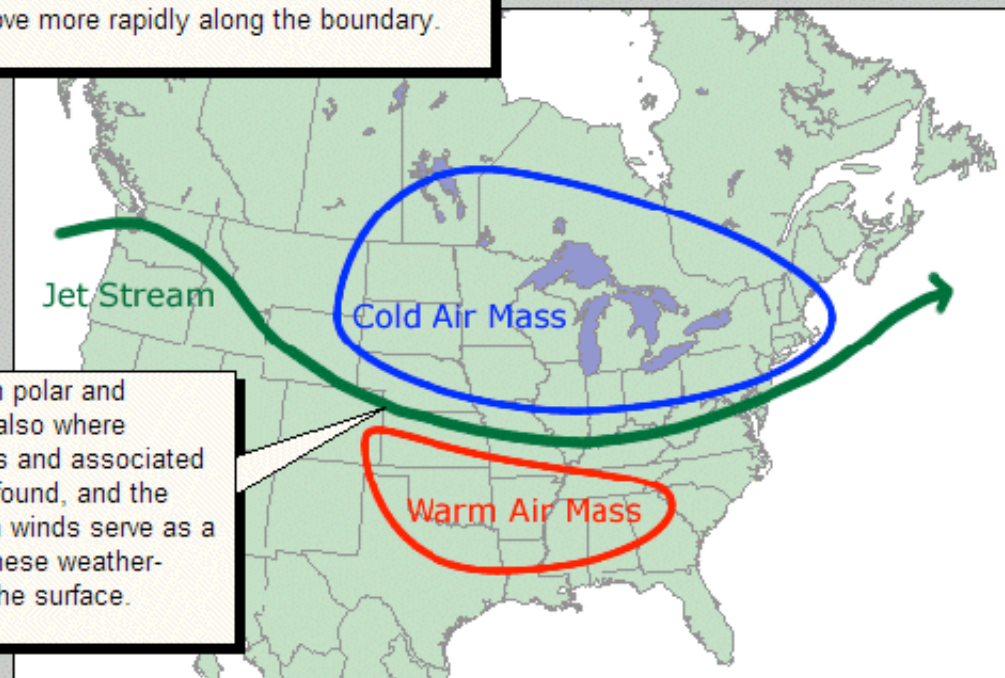 ove more rapidly along the boundary.
Jet Stream
Cold Air Mass
n polar and
also where
s and associated
found, and the
n winds serve as a
hese weather-
he surface.
Warm Air Mass